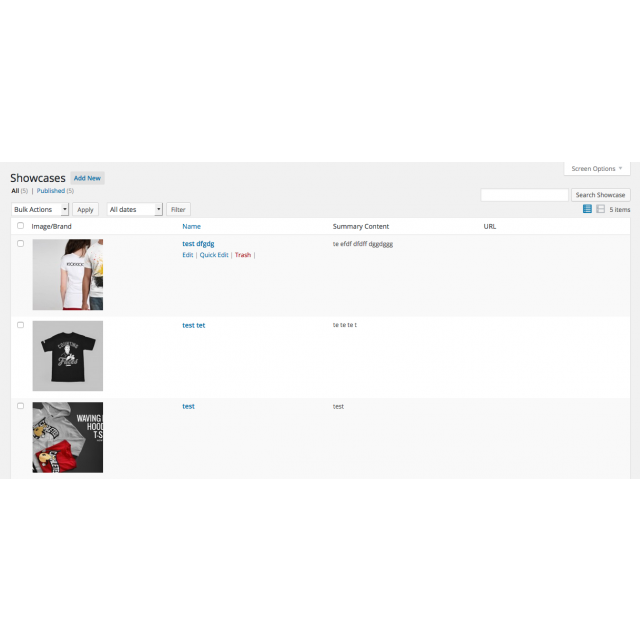 Screen Options
Showcases Add New
All (5) | Published (5)
Search Showcase
Bulk Actions Apply All dates Filter 5 items
Image/Brand Name Summary Content URL
test dfgdg te efdf dfdff dggdggg
Edit | Quick Edit | Trash |
test tet te te te t
test test
WAVING
HOOD
T-S